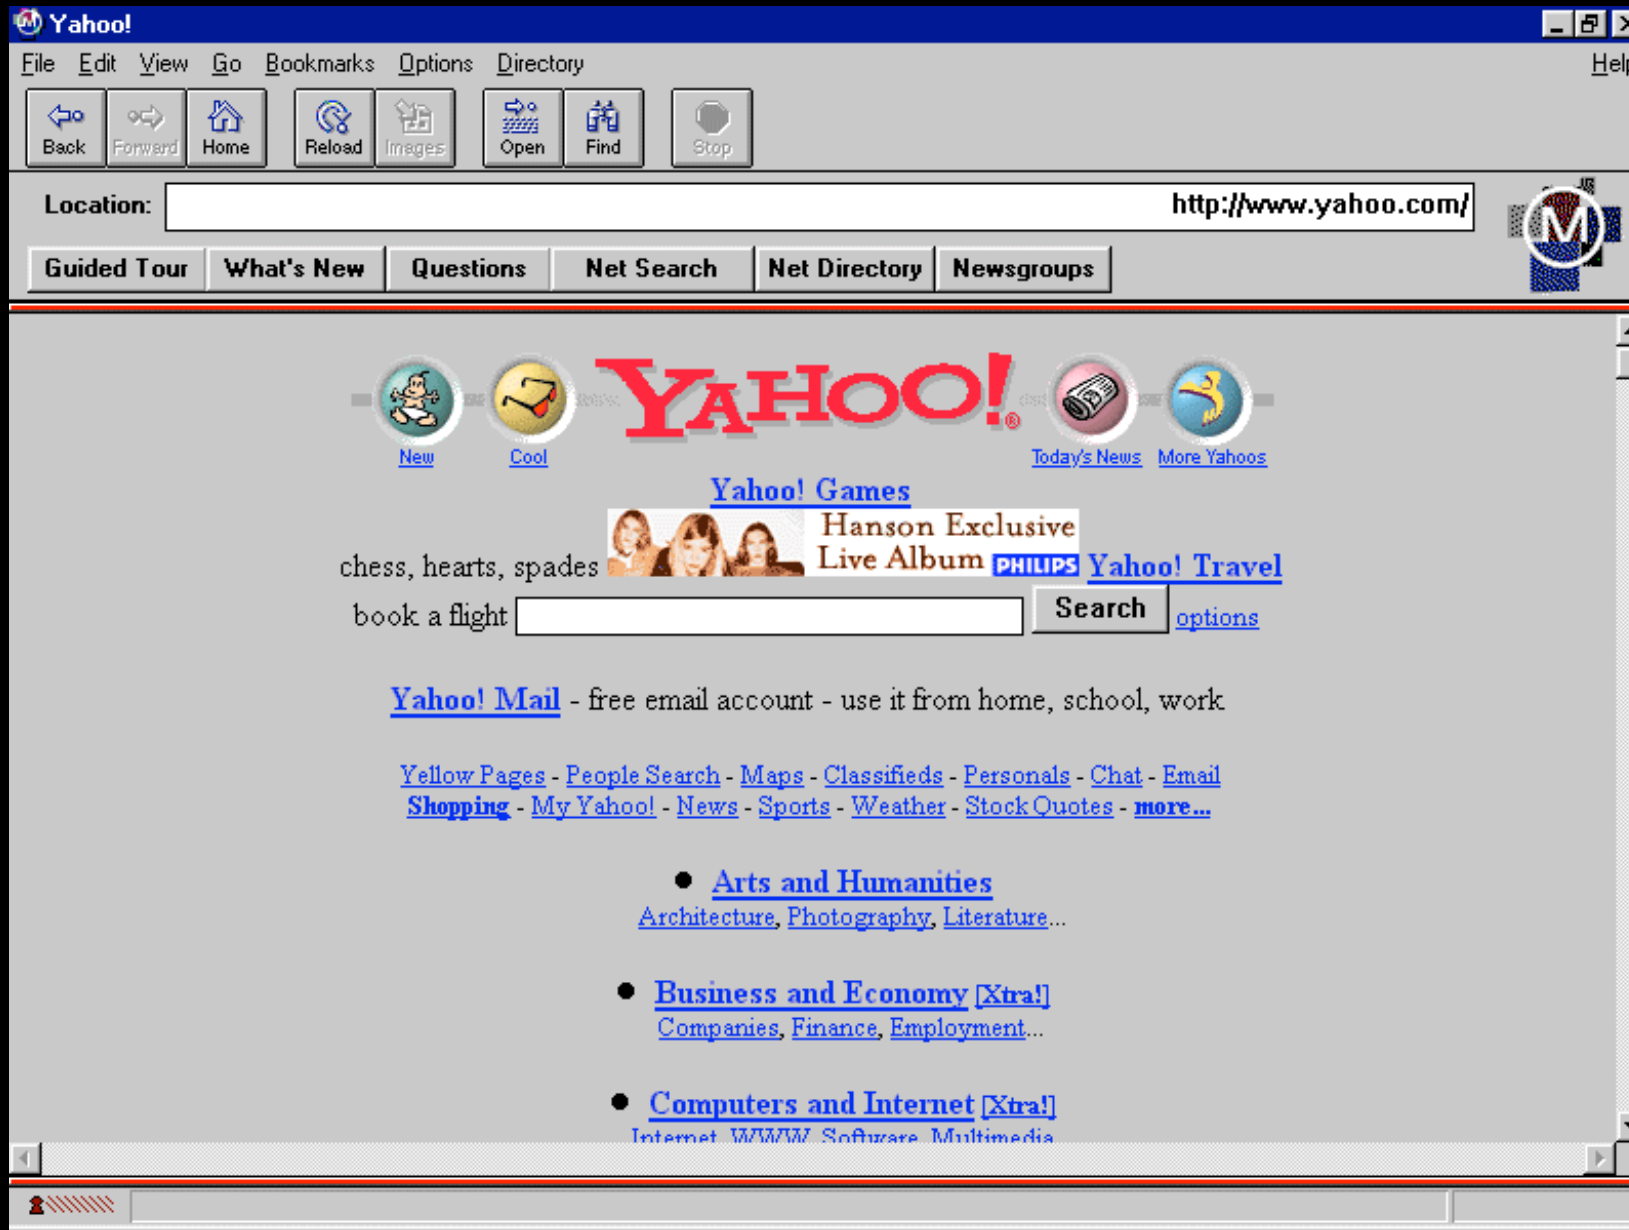 Yahoo!
File Edit View Go Bookmarks Options Directory Help
Back Forward Home Reload Images Open Find Stop
Location: http://www.yahoo.com/
Guided Tour What's New Questions Net Search Net Directory Newsgroups
M
YAHOO!®
New Cool Today's News More Yahoos
Yahoo! Games
Hanson Exclusive
chess, hearts, spades Live Album PHILIPS Yahoo! Travel
book a flight Search options
Yahoo! Mail - free email account - use it from home, school, work
Yellow Pages - People Search - Maps - Classifieds - Personals - Chat - Email
Shopping - My Yahoo! - News - Sports - Weather - Stock Quotes - more...
• Arts and Humanities
Architecture, Photography, Literature...
• Business and Economy [Xtra!]
Companies, Finance, Employment...
• Computers and Internet [Xtra!]
Internet, WWW, Software, Multimedia